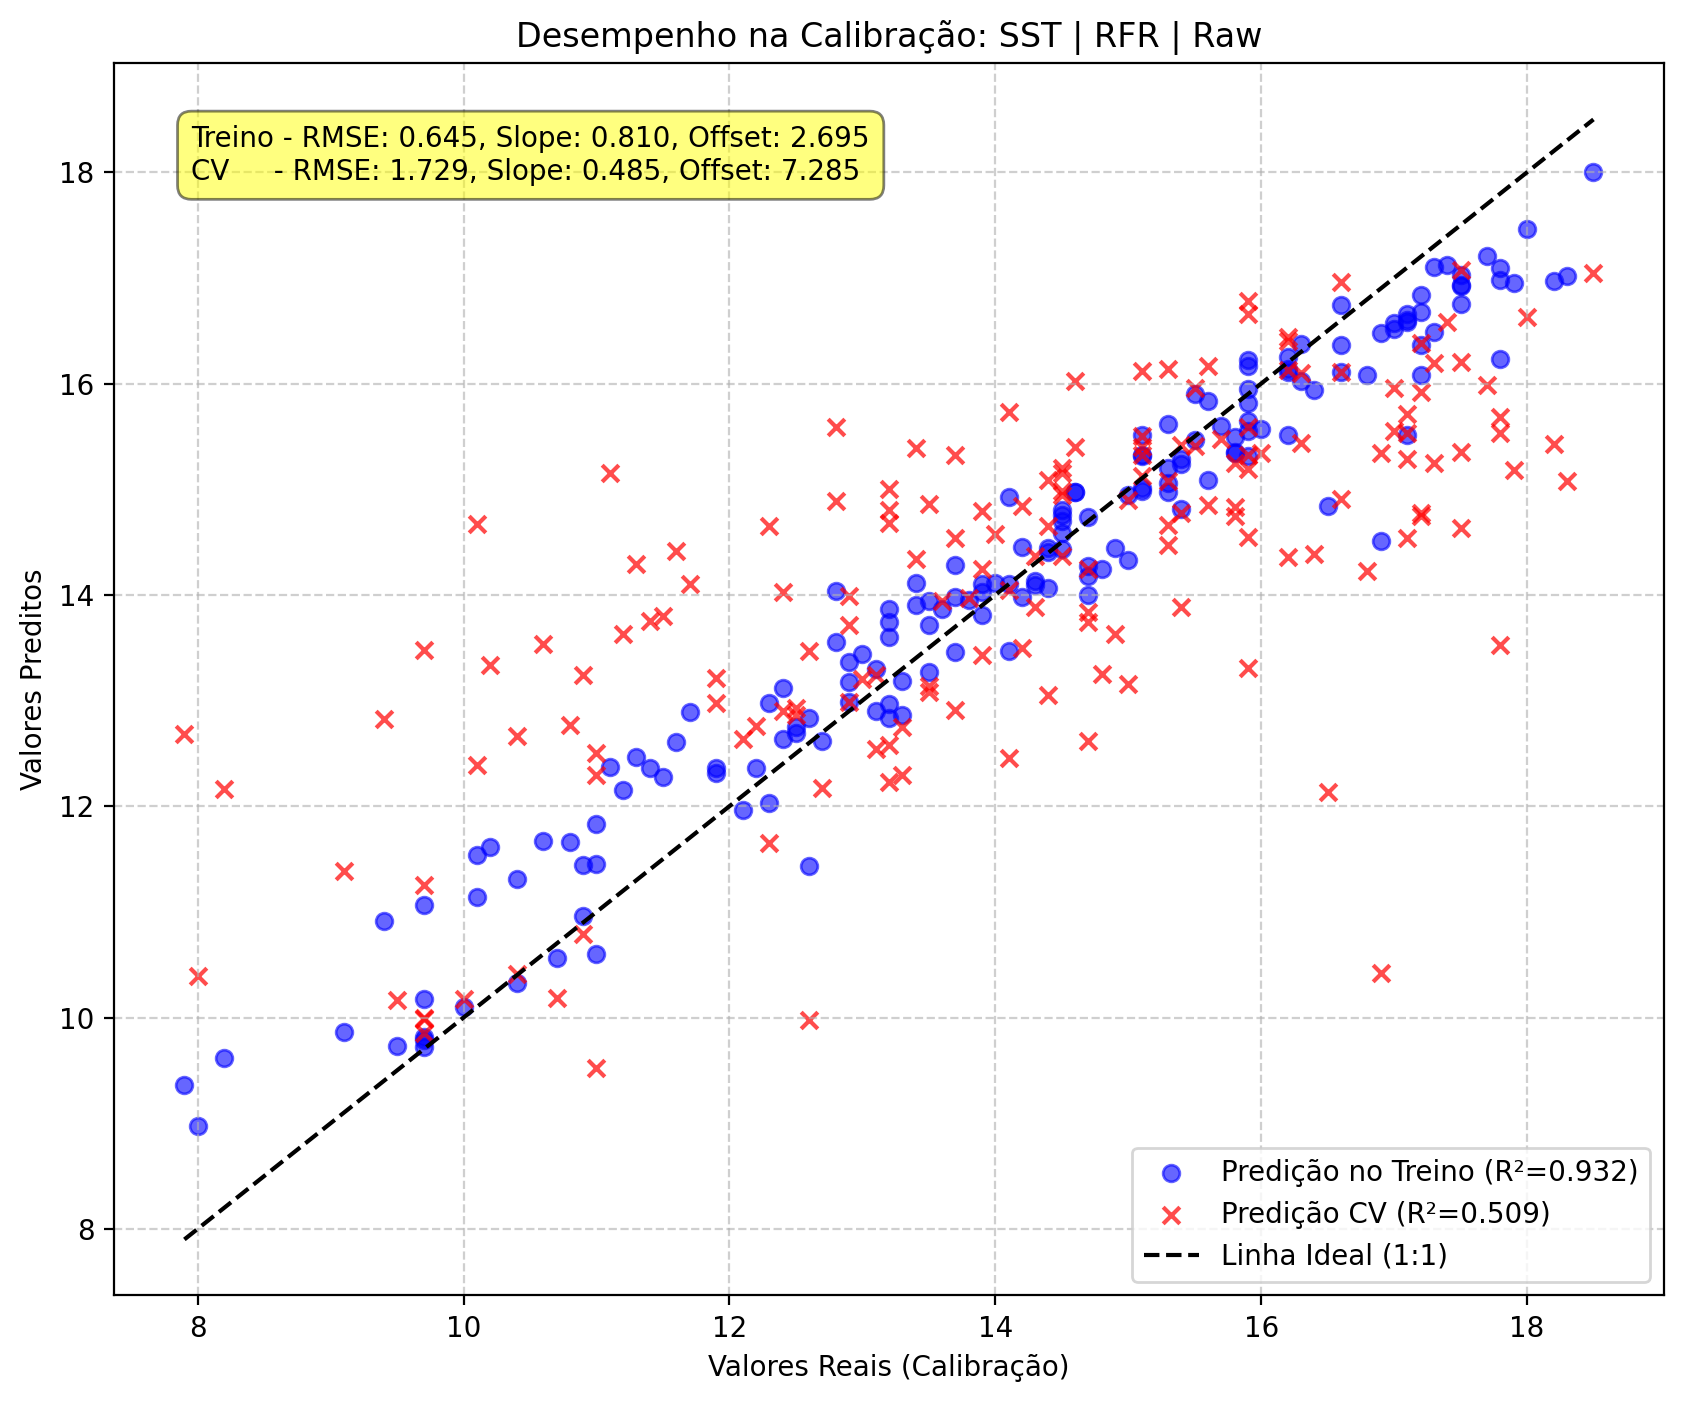 Desempenho na Calibração: SST | RFR | Raw
Treino - RMSE: 0.645, Slope: 0.810, Offset: 2.695
CV - RMSE: 1.729, Slope: 0.485, Offset: 7.285
Valores Preditos
18
16
14
12
10
8
Predição no Treino (R²=0.932)
Predição CV (R²=0.509)
Linha Ideal (1:1)
8 10 12 14 16 18
Valores Reais (Calibração)